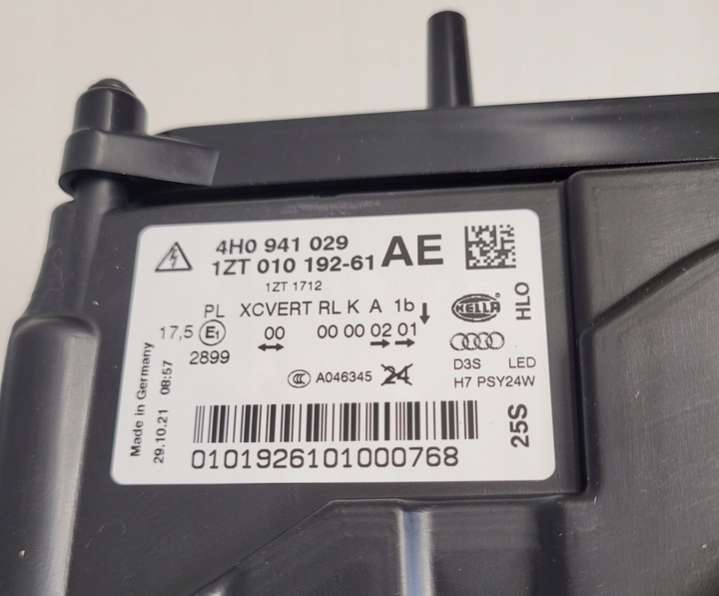 4H0 941 029
1ZT 010 192-61 AE
1ZT 1712
PL XCVERT RL K A 1b
17,5 E1 00 00 00 02 01
2899
CCC A046345 24
HELLA
HLO
D3S LED
H7 PSY24W
25S
Made in Germany
29.10.21 08:57
0101926101000768